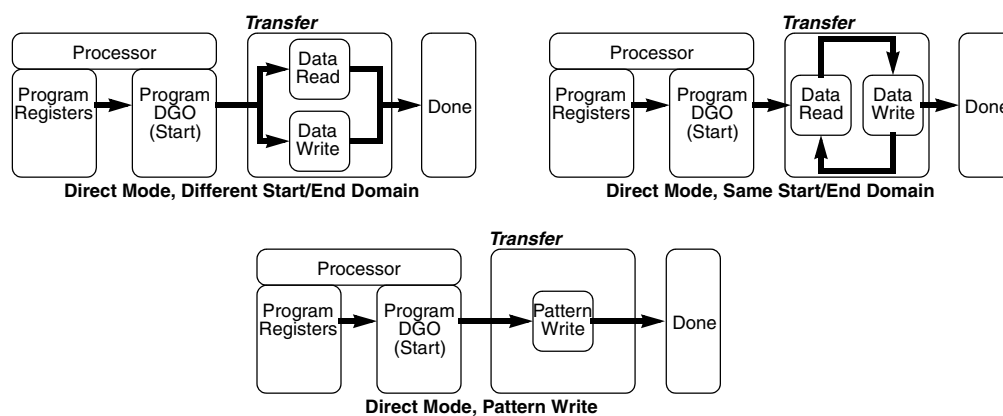 Transfer
Processor
Program
Registers
Program
DGO
(Start)
Data
Read
Data
Write
Done
Direct Mode, Different Start/End Domain
Transfer
Processor
Program
Registers
Program
DGO
(Start)
Data
Read
Data
Write
Done
Direct Mode, Same Start/End Domain
Transfer
Processor
Program
Registers
Program
DGO
(Start)
Pattern
Write
Done
Direct Mode, Pattern Write